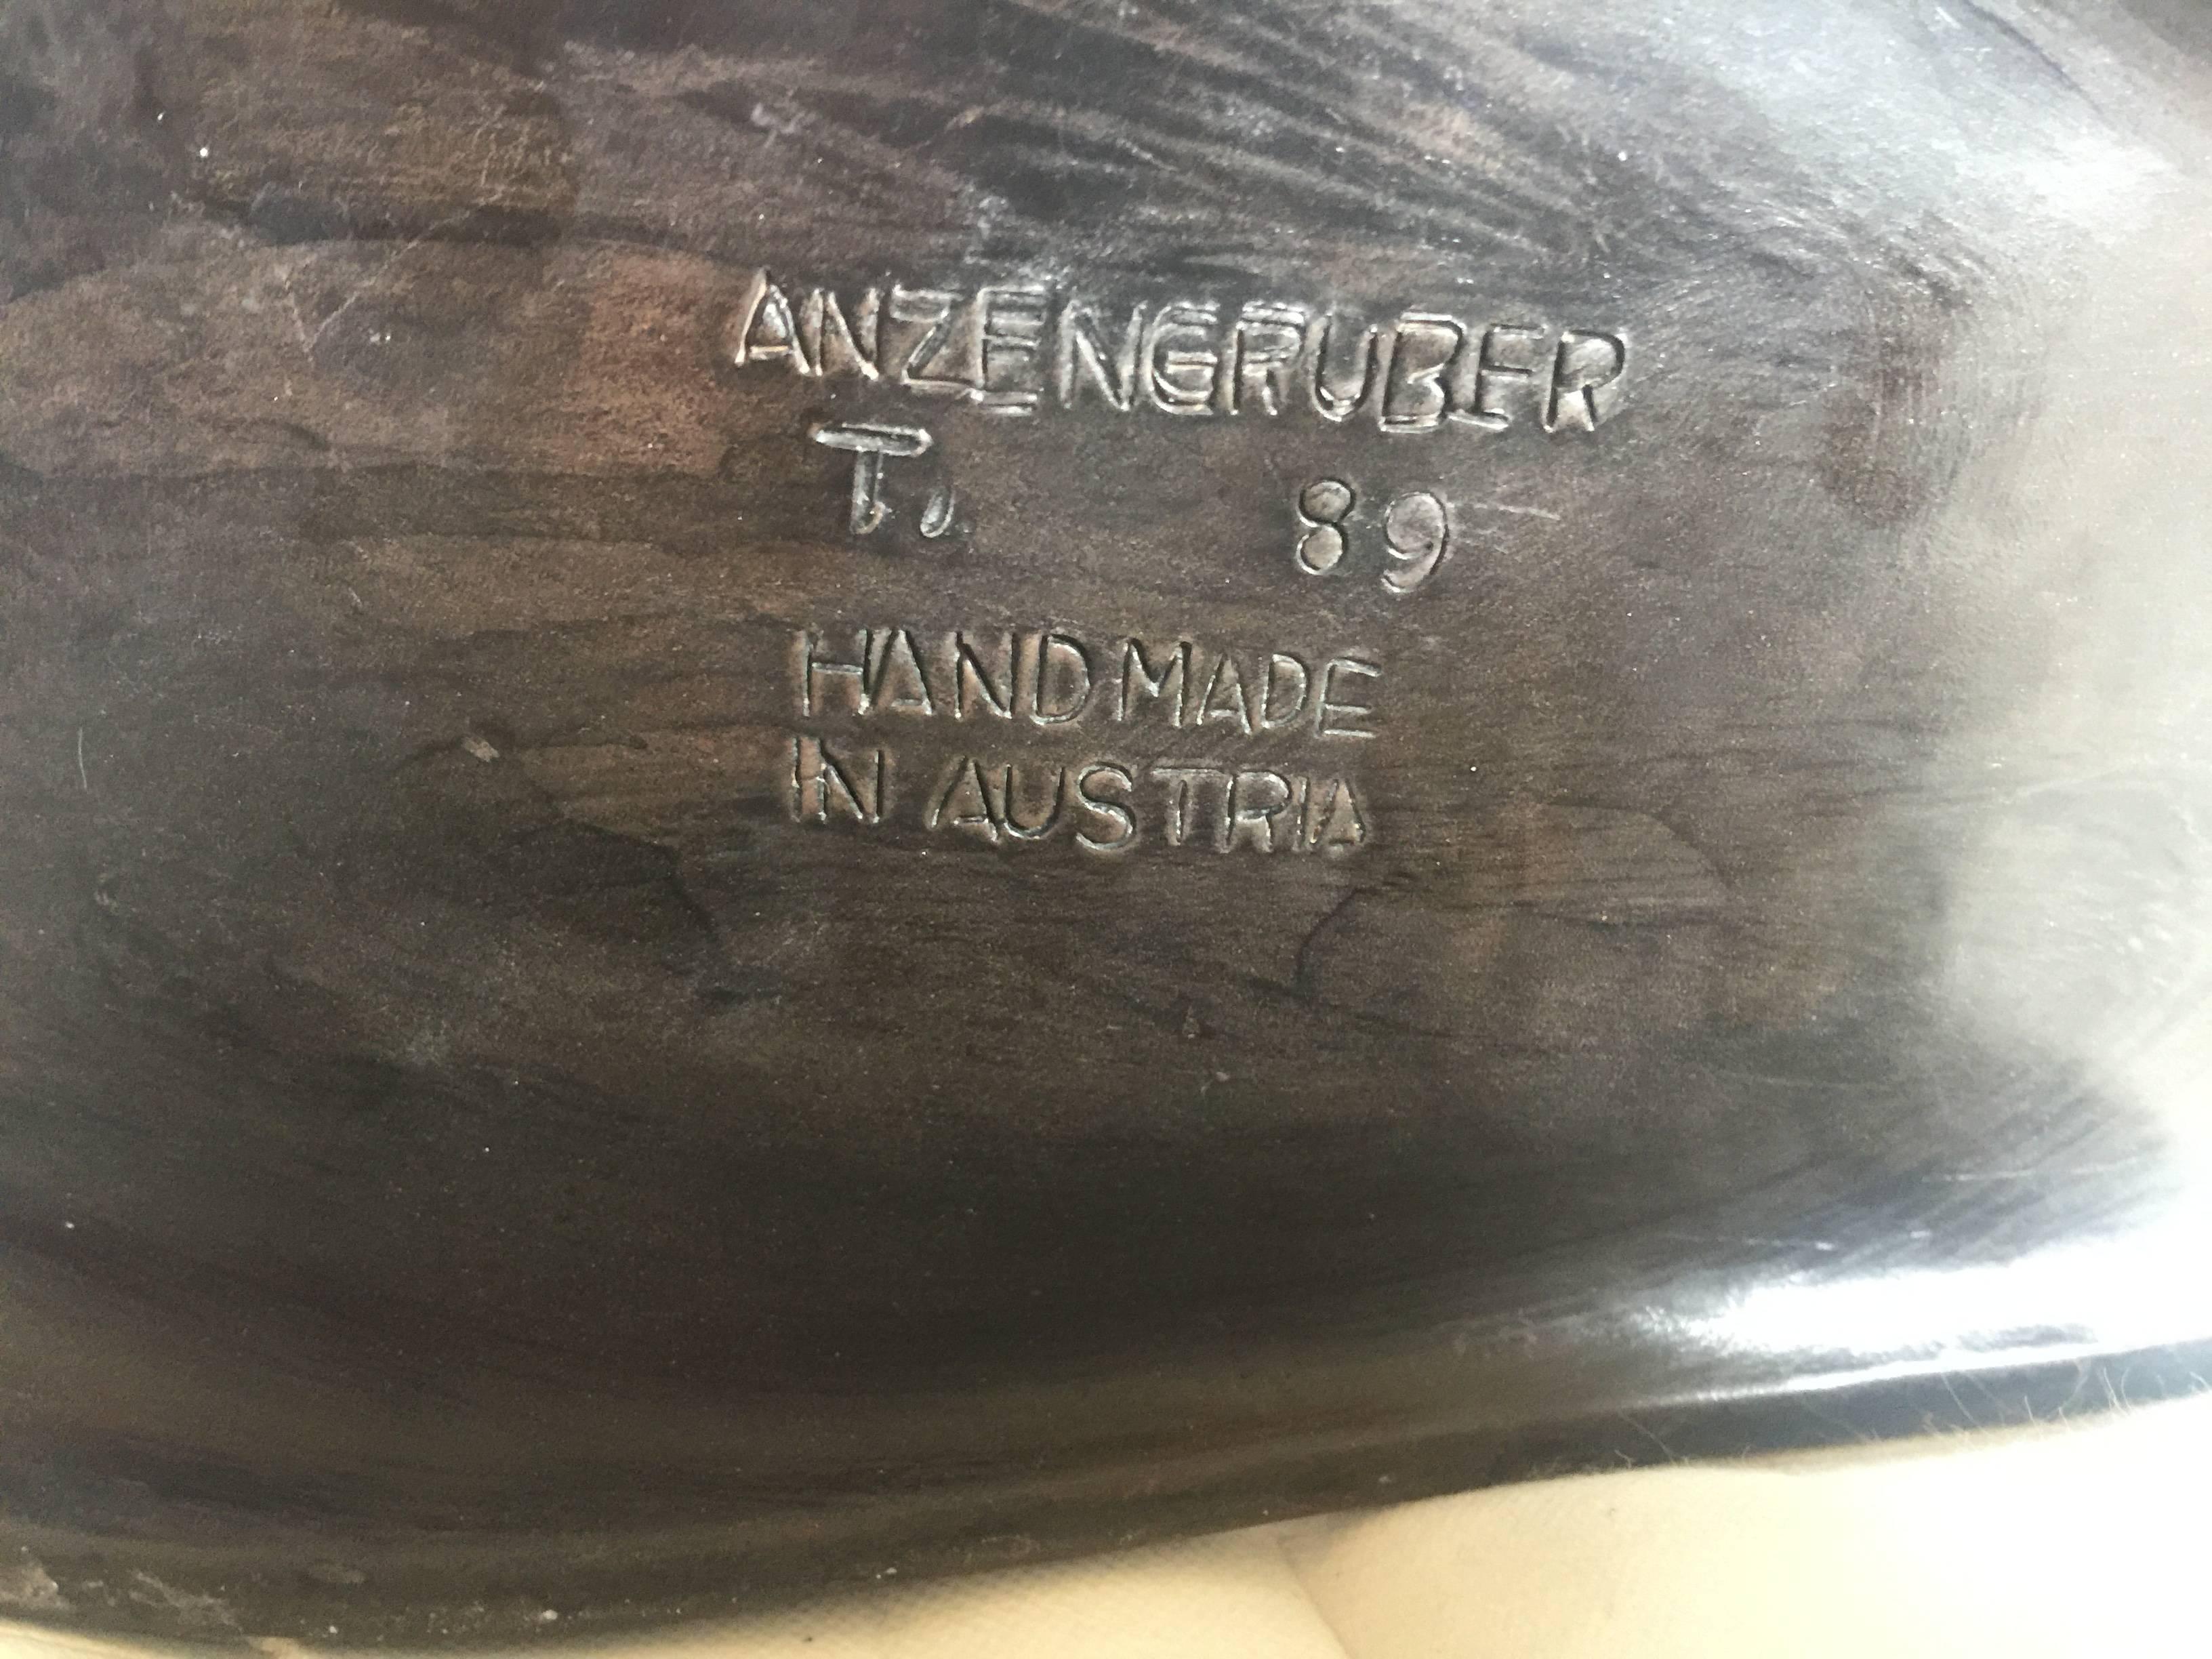 ANZENGRUBER
T. 89
HANDMADE
IN AUSTRIA